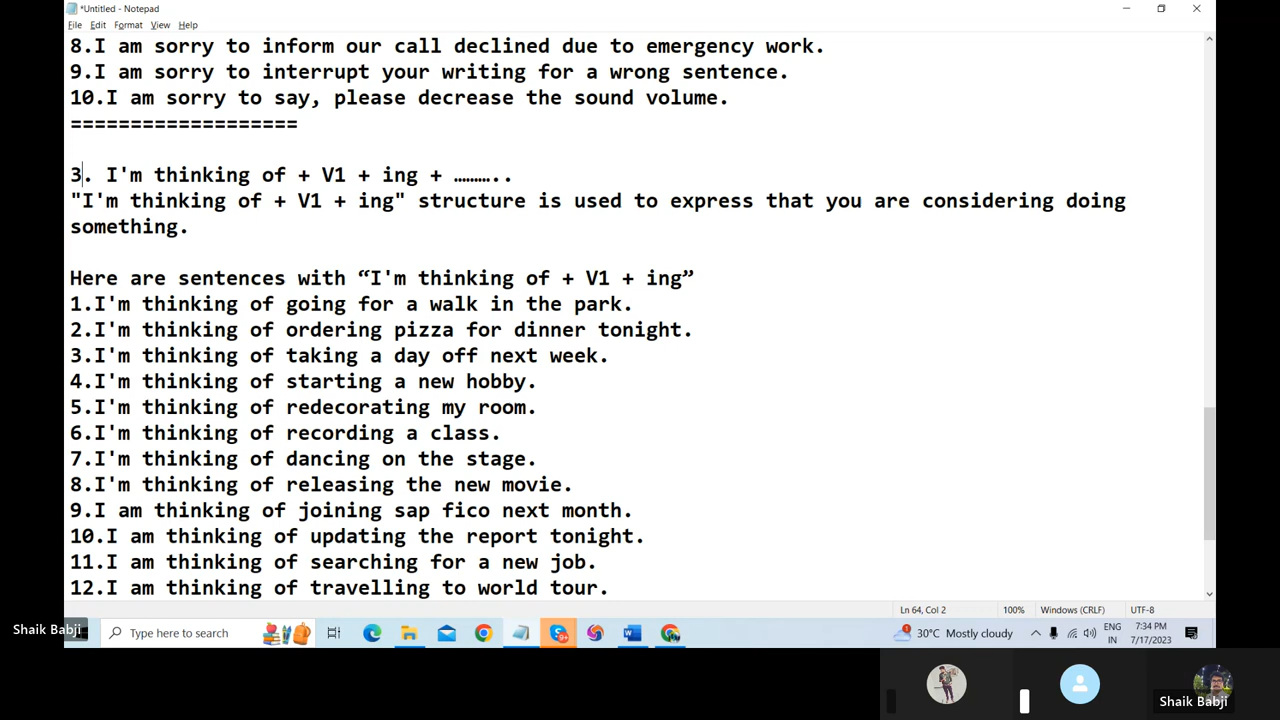 *Untitled - Notepad
File Edit Format View Help
8.I am sorry to inform our call declined due to emergency work.
9.I am sorry to interrupt your writing for a wrong sentence.
10.I am sorry to say, please decrease the sound volume.
===================
3. I'm thinking of + V1 + ing + ………..
"I'm thinking of + V1 + ing" structure is used to express that you are considering doing
something.
Here are sentences with “I'm thinking of + V1 + ing”
1.I'm thinking of going for a walk in the park.
2.I'm thinking of ordering pizza for dinner tonight.
3.I'm thinking of taking a day off next week.
4.I'm thinking of starting a new hobby.
5.I'm thinking of redecorating my room.
6.I'm thinking of recording a class.
7.I'm thinking of dancing on the stage.
8.I'm thinking of releasing the new movie.
9.I am thinking of joining sap fico next month.
10.I am thinking of updating the report tonight.
11.I am thinking of searching for a new job.
12.I am thinking of travelling to world tour.
Ln 64, Col 2 100% Windows (CRLF) UTF-8
Shaik Babji
Type here to search
30°C Mostly cloudy
ENG
IN
7:34 PM
7/17/2023
Shaik Babji